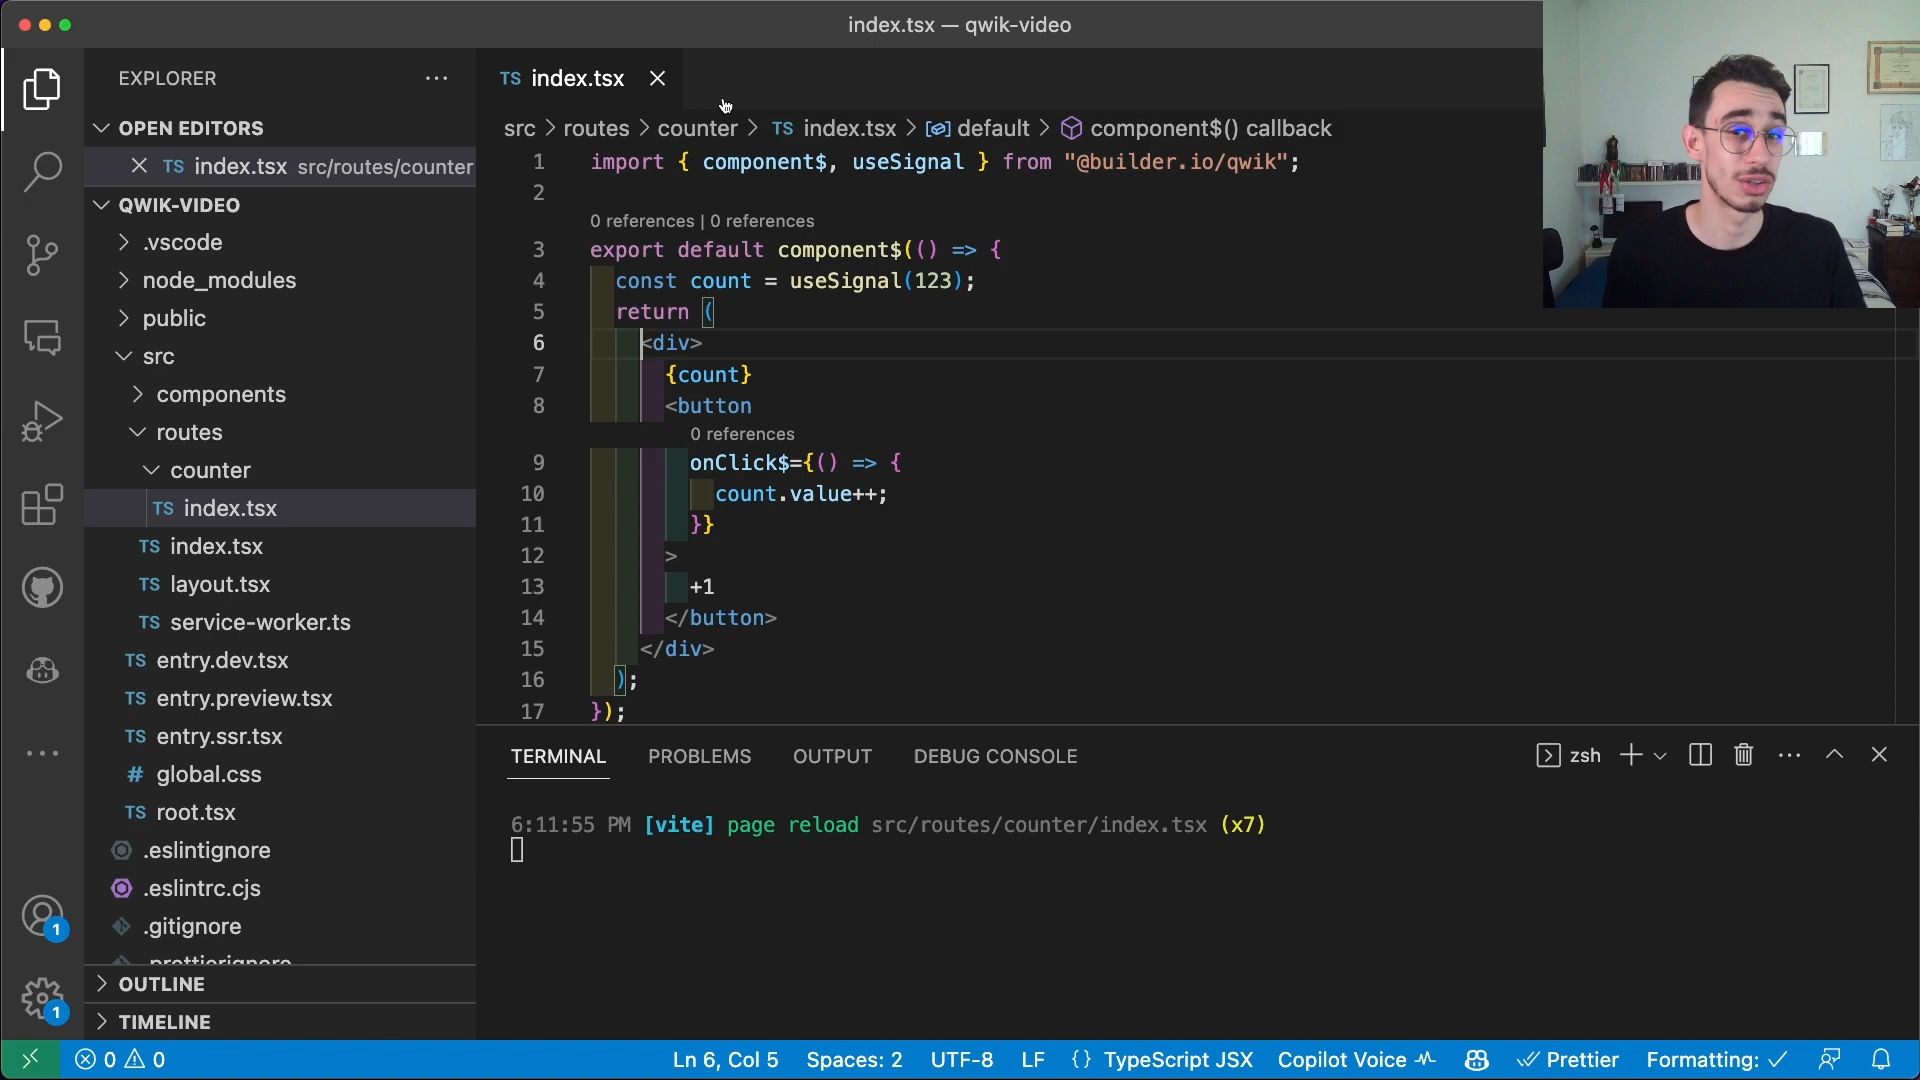 index.tsx — qwik-video
EXPLORER
OPEN EDITORS
TS index.tsx src/routes/counter
QWIK-VIDEO
.vscode
node_modules
public
src
components
routes
counter
TS index.tsx
TS index.tsx
TS layout.tsx
TS service-worker.ts
TS entry.dev.tsx
TS entry.preview.tsx
TS entry.ssr.tsx
# global.css
TS root.tsx
.eslintignore
.eslintrc.cjs
.gitignore
.prettierignore
OUTLINE
TIMELINE
1
1
TS index.tsx
src > routes > counter > TS index.tsx > default > component$() callback
1 import { component$, useSignal } from "@builder.io/qwik";
2
0 references | 0 references
3 export default component$(() => {
4 const count = useSignal(123);
5 return (
6 <div>
7 {count}
8 <button
0 references
9 onClick$={() => {
10 count.value++;
11 }}
12 >
13 +1
14 </button>
15 </div>
16 );
17 });
TERMINAL PROBLEMS OUTPUT DEBUG CONSOLE zsh
6:11:55 PM [vite] page reload src/routes/counter/index.tsx (x7)
0 0 Ln 6, Col 5 Spaces: 2 UTF-8 LF {} TypeScript JSX Copilot Voice Prettier Formatting: ✓